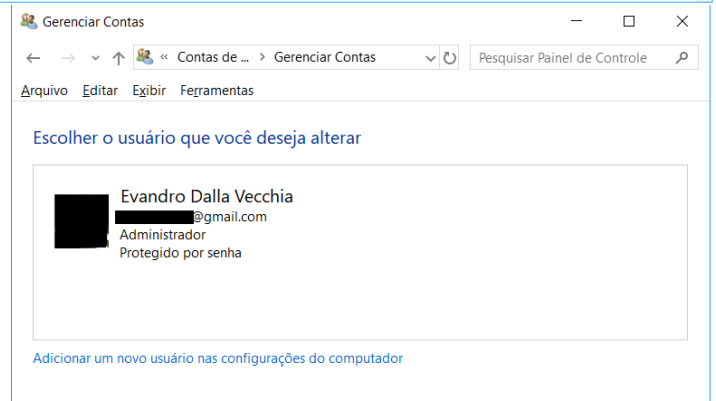 Gerenciar Contas
« Contas de ... > Gerenciar Contas
Pesquisar Painel de Controle
Arquivo Editar Exibir Ferramentas
Escolher o usuário que você deseja alterar
Evandro Dalla Vecchia
@gmail.com
Administrador
Protegido por senha
Adicionar um novo usuário nas configurações do computador